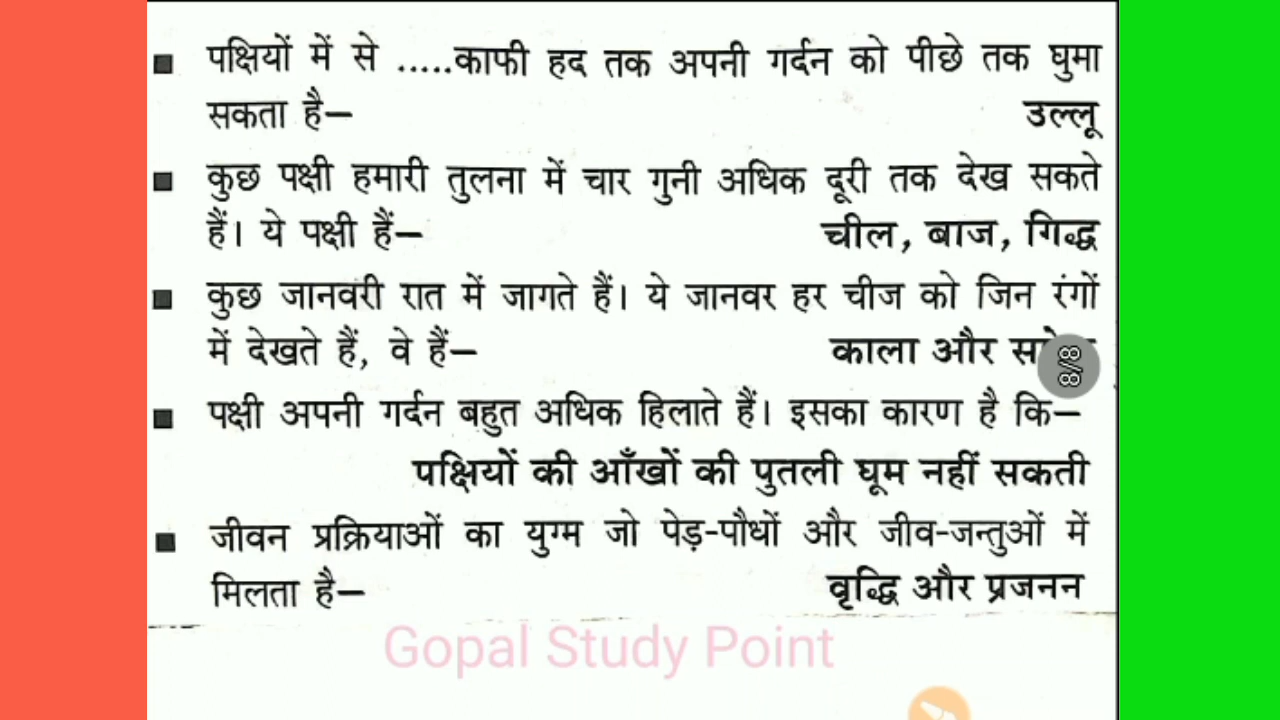 ■ पक्षियों में से .....काफी हद तक अपनी गर्दन को पीछे तक घुमा
सकता है— उल्लू
■ कुछ पक्षी हमारी तुलना में चार गुनी अधिक दूरी तक देख सकते
हैं। ये पक्षी हैं— चील, बाज, गिद्ध
■ कुछ जानवरी रात में जागते हैं। ये जानवर हर चीज को जिन रंगों
में देखते हैं, वे हैं— काला और
8/8
■ पक्षी अपनी गर्दन बहुत अधिक हिलाते हैं। इसका कारण है कि—
पक्षियों की आँखों की पुतली घूम नहीं सकती
■ जीवन प्रक्रियाओं का युग्म जो पेड़-पौधों और जीव-जन्तुओं में
मिलता है— वृद्धि और प्रजनन
Gopal Study Point